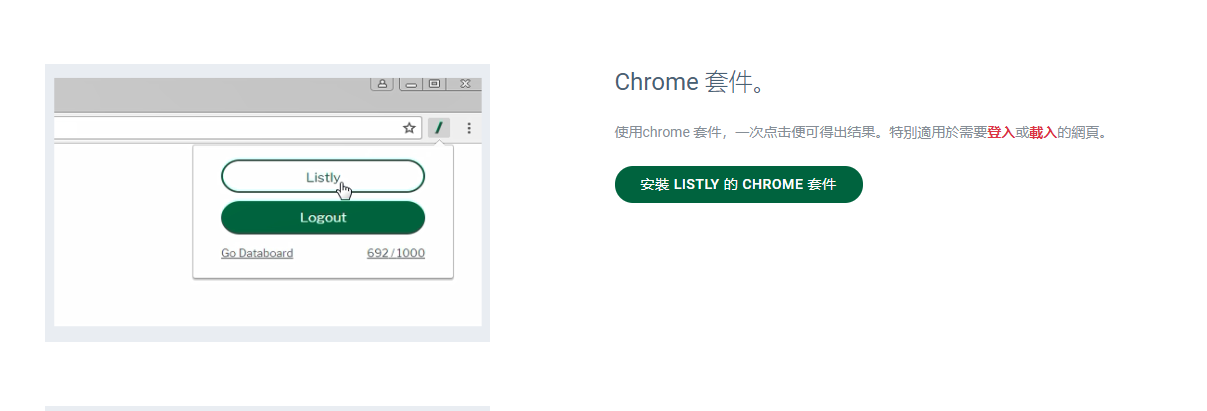 Listly
Logout
Go Databoard
692/1000
Chrome 套件。
使用chrome 套件，一次点击便可得出结果。特別適用於需要登入或載入的網頁。
安裝 LISTLY 的 CHROME 套件